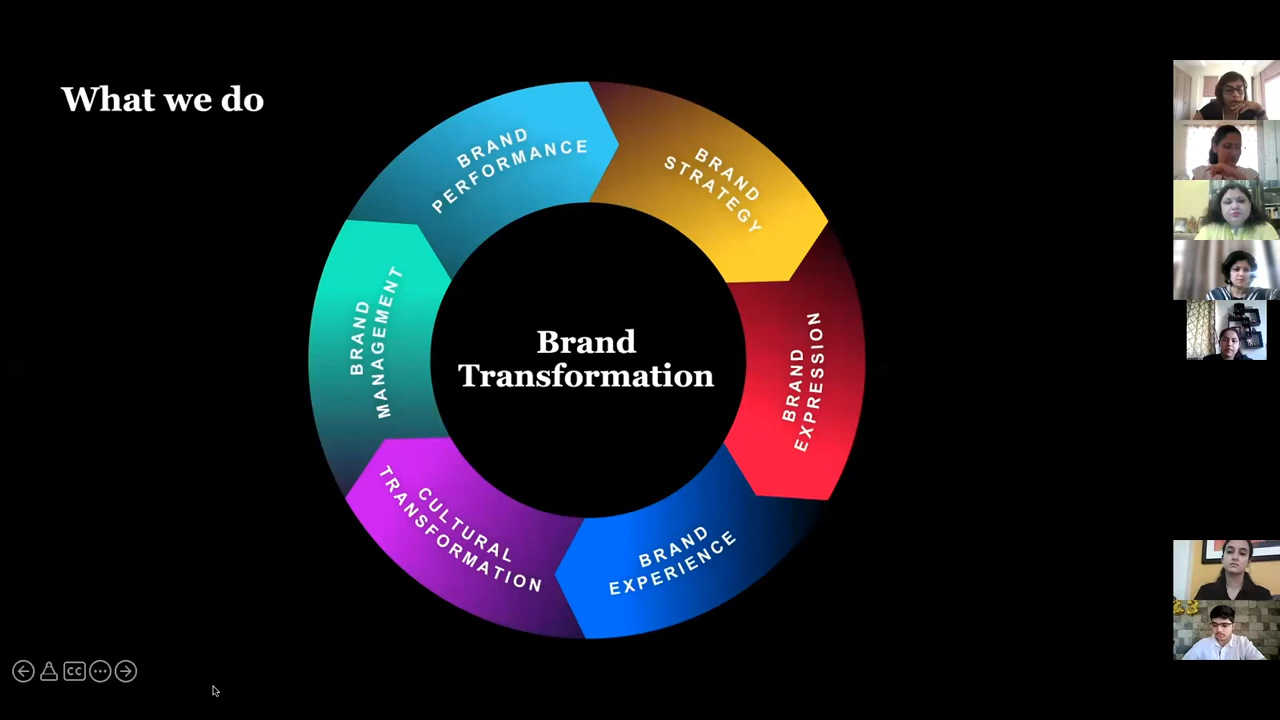 What we do
BRAND
STRATEGY
BRAND
EXPRESSION
BRAND
EXPERIENCE
CULTURAL
TRANSFORMATION
BRAND
MANAGEMENT
BRAND
PERFORMANCE
Brand
Transformation
CC